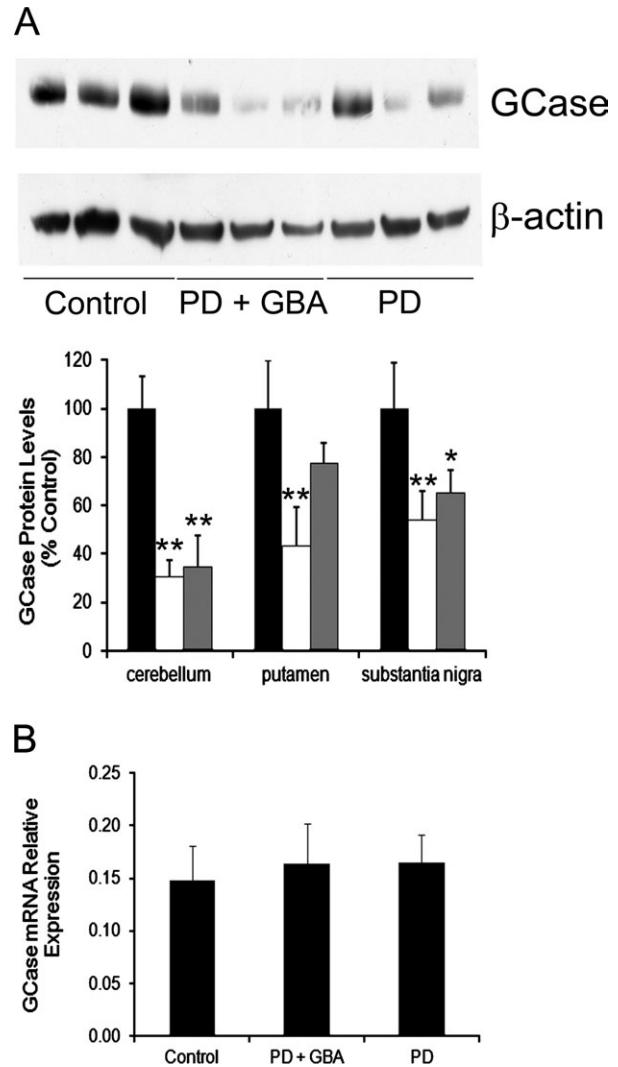 A
GCase
β-actin
Control PD + GBA PD
GCase Protein Levels
(% Control)
120
100
80
60
40
20
0
** ** ** ** *
cerebellum putamen substantia nigra
B
GCase mRNA Relative
Expression
0.25
0.20
0.15
0.10
0.05
0.00
Control PD + GBA PD